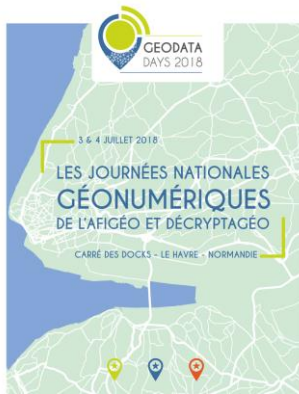 GEODATA
DAYS 2018
3 & 4 JUILLET 2018
LES JOURNÉES NATIONALES
GÉONUMÉRIQUES
DE L'AFIGÉO ET DÉCRYPTAGÉO
CARRÉ DES DOCKS - LE HAVRE - NORMANDIE